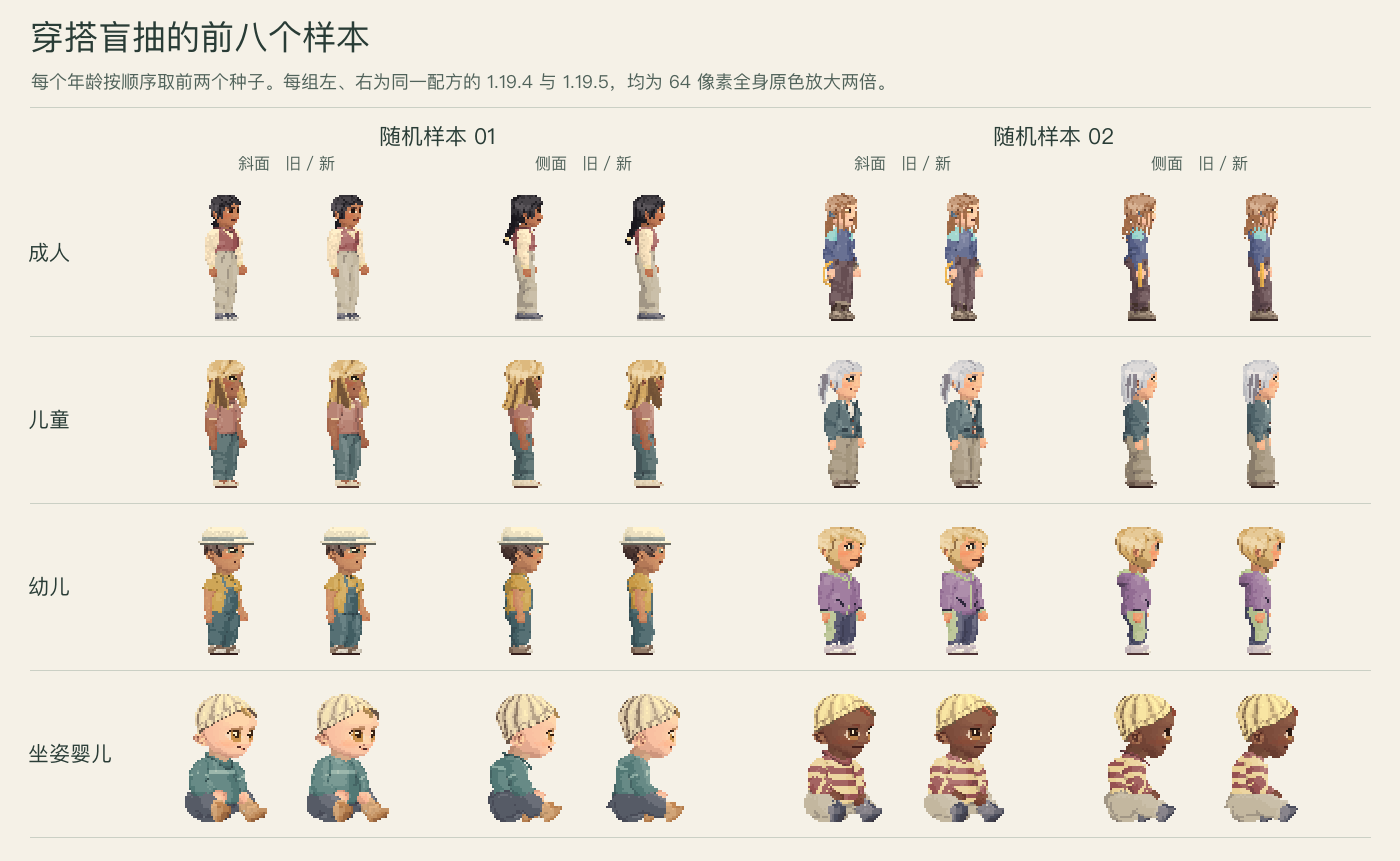 穿搭盲抽的前八个样本
每个年龄按顺序取前两个种子。每组左、右为同一配方的 1.19.4 与 1.19.5，均为 64 像素全身原色放大两倍。
随机样本 01
随机样本 02
斜面 旧 / 新
侧面 旧 / 新
斜面 旧 / 新
侧面 旧 / 新
成人
儿童
幼儿
坐姿婴儿